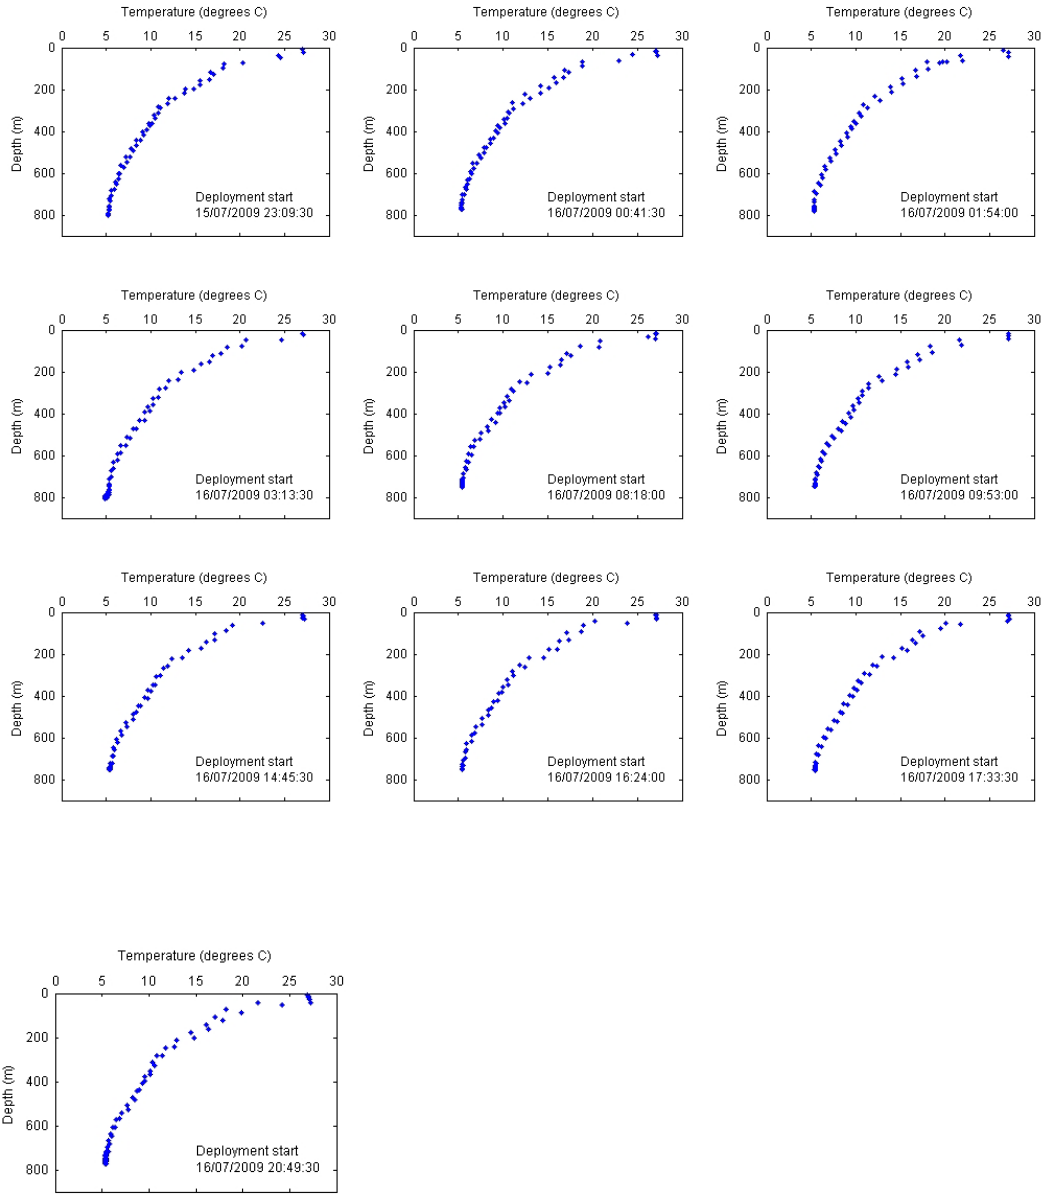 Temperature (degrees C) Temperature (degrees C) Temperature (degrees C)
0 5 10 15 20 25 30 0 5 10 15 20 25 30 0 5 10 15 20 25 30
0 0 0
200 200 200
400 400 400
Depth (m) Depth (m) Depth (m)
600 600 600
Deployment start Deployment start Deployment start
800 15/07/2009 23:09:30 800 16/07/2009 00:41:30 800 16/07/2009 01:54:00
Temperature (degrees C) Temperature (degrees C) Temperature (degrees C)
0 5 10 15 20 25 30 0 5 10 15 20 25 30 0 5 10 15 20 25 30
0 0 0
200 200 200
400 400 400
Depth (m) Depth (m) Depth (m)
600 600 600
Deployment start Deployment start Deployment start
800 16/07/2009 03:13:30 800 16/07/2009 08:18:00 800 16/07/2009 09:53:00
Temperature (degrees C) Temperature (degrees C) Temperature (degrees C)
0 5 10 15 20 25 30 0 5 10 15 20 25 30 0 5 10 15 20 25 30
0 0 0
200 200 200
400 400 400
Depth (m) Depth (m) Depth (m)
600 600 600
Deployment start Deployment start Deployment start
800 16/07/2009 14:45:30 800 16/07/2009 16:24:00 800 16/07/2009 17:33:30
Temperature (degrees C)
0 5 10 15 20 25 30
0
200
400
Depth (m)
600
Deployment start
800 16/07/2009 20:49:30